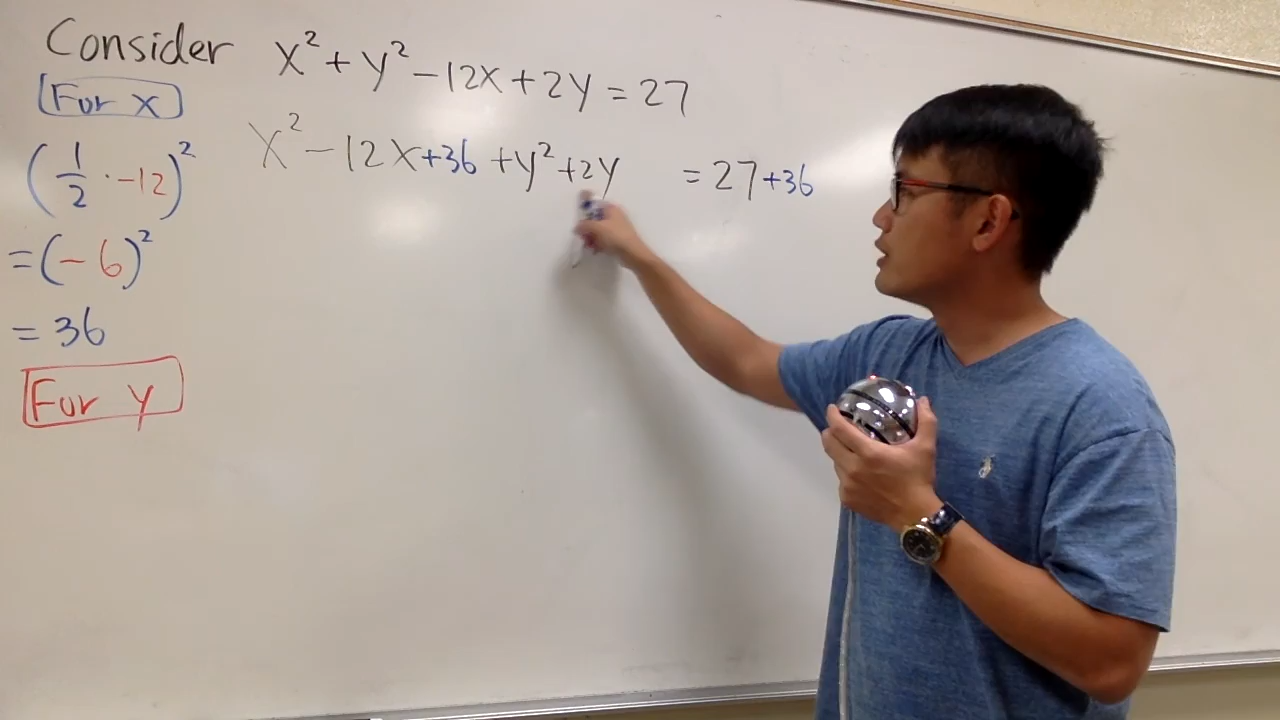 Consider x² + y² - 12x + 2y = 27
For x
x² - 12x + 36 + y² + 2y = 27 + 36
(1/2 · -12)²
= (-6)²
= 36
For y